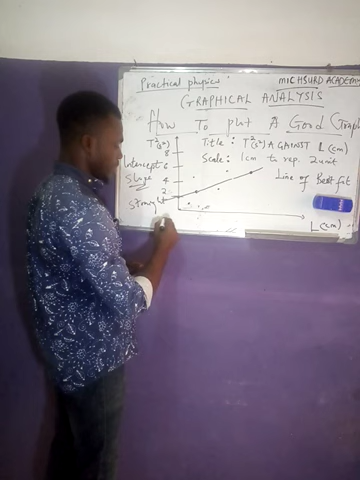 Practical physics
MICHSURD ACADEMY
GRAPHICAL ANALYSIS
How To plot A Good Graph
T²(s²)
Title : T²(s²) AGAINST L(cm)
8
Scale : 1cm to rep. 2unit
Intercept 6
Slope 4
Line of Best fit
2
L(cm)